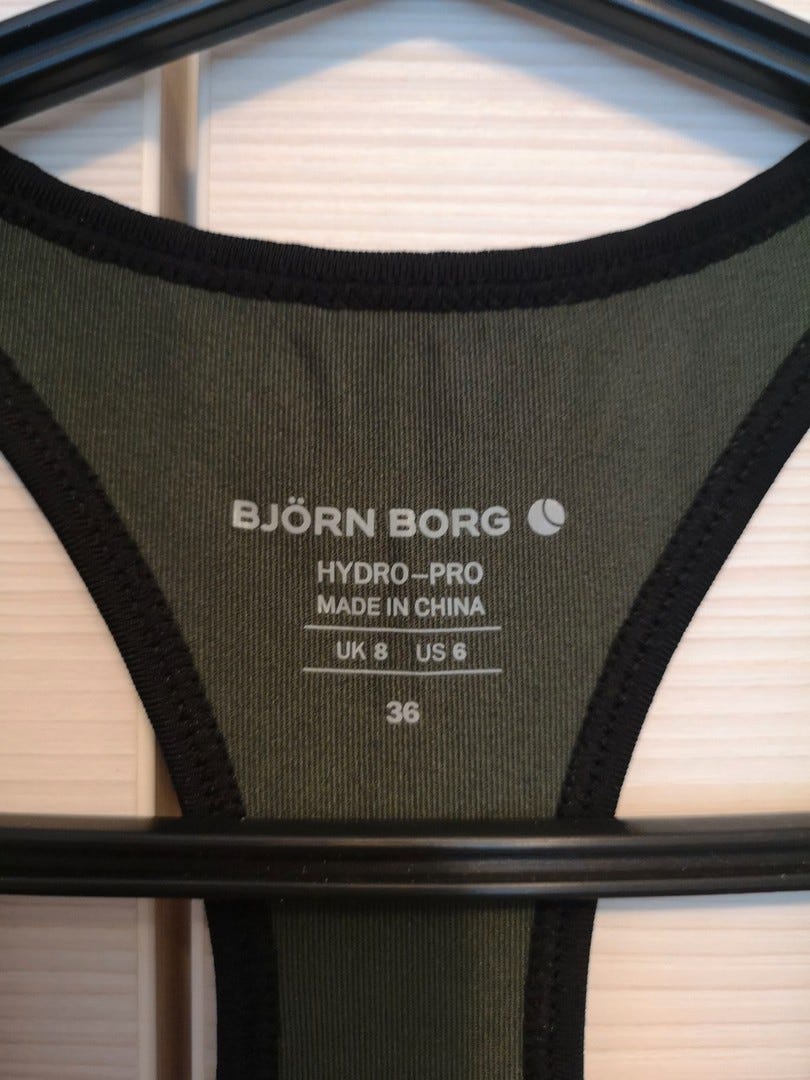 BJÖRN BORG
HYDRO-PRO
MADE IN CHINA
UK 8 US 6
36